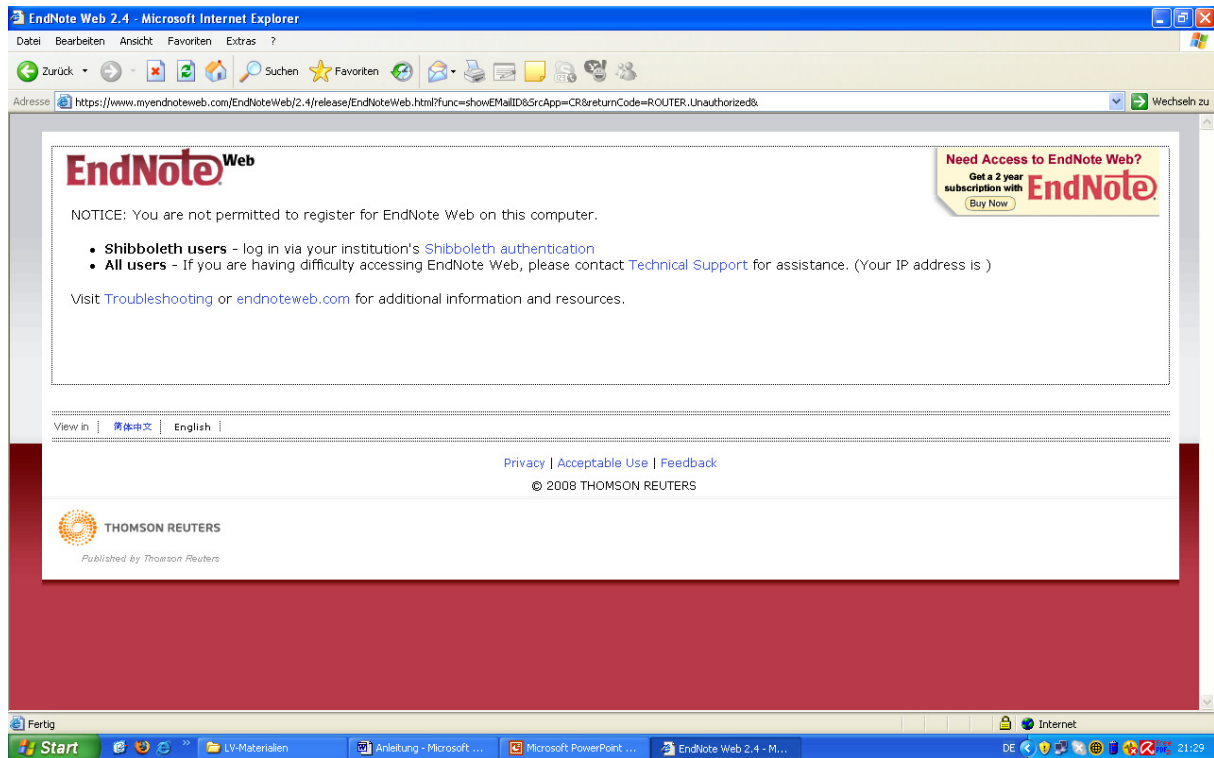 EndNote Web 2.4 - Microsoft Internet Explorer
Datei Bearbeiten Ansicht Favoriten Extras ?
Zurück Suchen Favoriten
Adresse https://www.myendnoteweb.com/EndNoteWeb/2.4/release/EndNoteWeb.html?func=showEMailID&SrcApp=CR&returnCode=ROUTER.Unauthorized& Wechseln zu
EndNote Web
Need Access to EndNote Web?
Get a 2 year
subscription with EndNote
Buy Now
NOTICE: You are not permitted to register for EndNote Web on this computer.
• Shibboleth users - log in via your institution's Shibboleth authentication
• All users - If you are having difficulty accessing EndNote Web, please contact Technical Support for assistance. (Your IP address is )
Visit Troubleshooting or endnoteweb.com for additional information and resources.
View in 简体中文 English
Privacy | Acceptable Use | Feedback
© 2008 THOMSON REUTERS
THOMSON REUTERS
Published by Thomson Reuters
Fertig Internet
Start » LV-Materialien Anleitung - Microsoft ... Microsoft PowerPoint ... EndNote Web 2.4 - M... DE 21:29